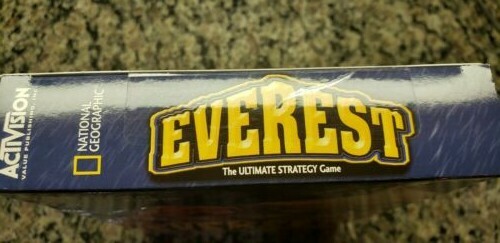 ACTIVISION
VALUE PUBLISHING, INC.
NATIONAL
GEOGRAPHIC
EVEREST
The ULTIMATE STRATEGY Game